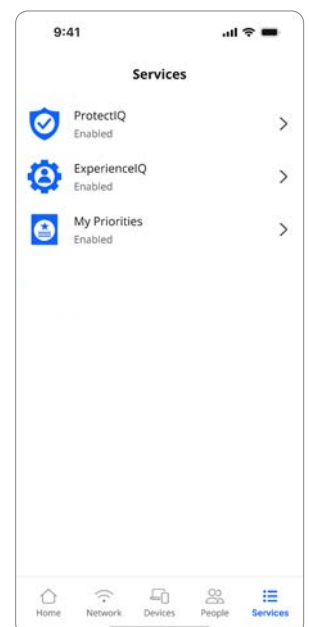 9:41
Services
ProtectIQ
Enabled
ExperienceIQ
Enabled
My Priorities
Enabled
Home Network Devices People Services